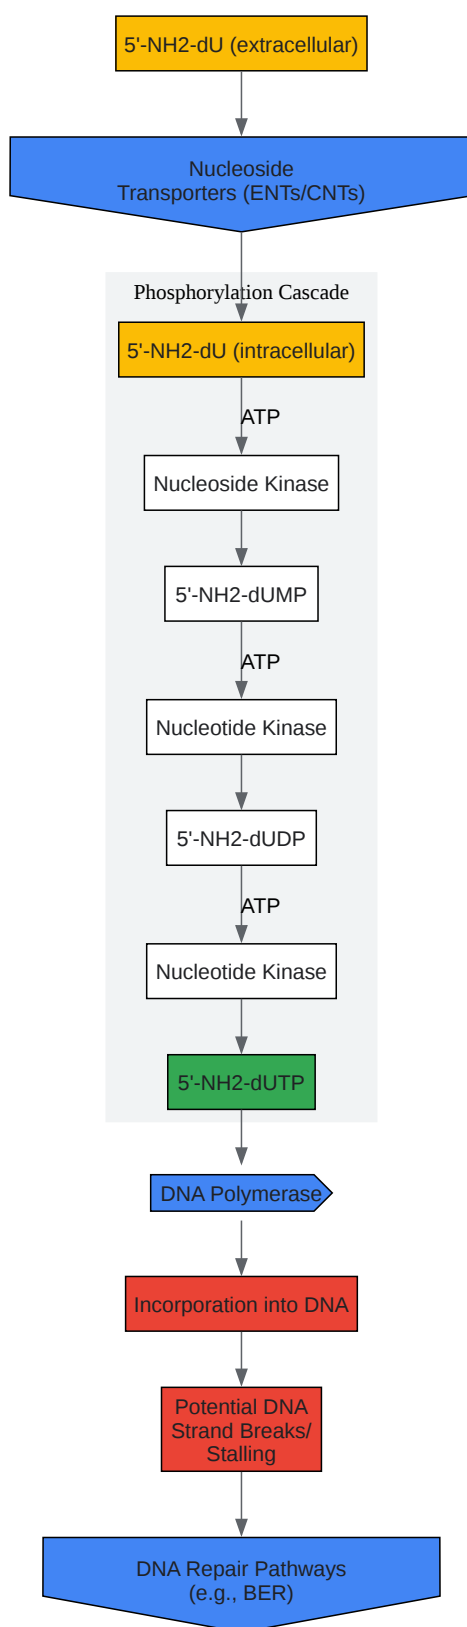 5'-NH2-dU (extracellular)
Nucleoside
Transporters (ENTs/CNTs)
Phosphorylation Cascade
5'-NH2-dU (intracellular)
ATP
Nucleoside Kinase
5'-NH2-dUMP
ATP
Nucleotide Kinase
5'-NH2-dUDP
ATP
Nucleotide Kinase
5'-NH2-dUTP
DNA Polymerase
Incorporation into DNA
Potential DNA
Strand Breaks/
Stalling
DNA Repair Pathways
(e.g., BER)